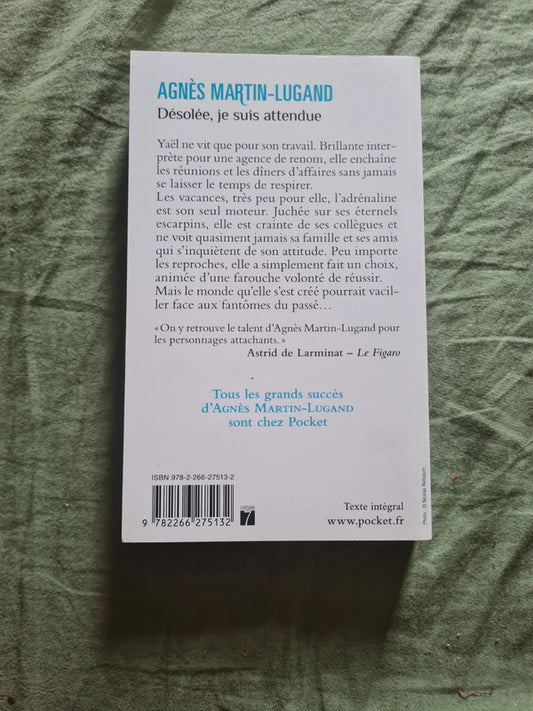 AGNÈS MARTIN-LUGAND
Désolée, je suis attendue
Yaël ne vit que pour son travail. Brillante inter-
prète pour une agence de renom, elle enchaîne
les réunions et les dîners d'affaires sans jamais
se laisser le temps de respirer.
Les vacances, très peu pour elle, l'adrénaline
est son seul moteur. Juchée sur ses éternels
escarpins, elle est crainte de ses collègues et
ne voit quasiment jamais sa famille et ses amis
qui s'inquiètent de son attitude. Peu importe
les reproches, elle a simplement fait un choix,
animée d'une farouche volonté de réussir.
Mais le monde qu'elle s'est créé pourrait vacil-
ler face aux fantômes du passé…
« On y retrouve le talent d'Agnès Martin-Lugand pour
les personnages attachants. »
Astrid de Larminat – Le Figaro
Tous les grands succès
d'AGNÈS MARTIN-LUGAND
sont chez Pocket
ISBN 978-2-266-27513-2
9 782266 275132
7
Texte intégral
www.pocket.fr
Photo : © Nicolas